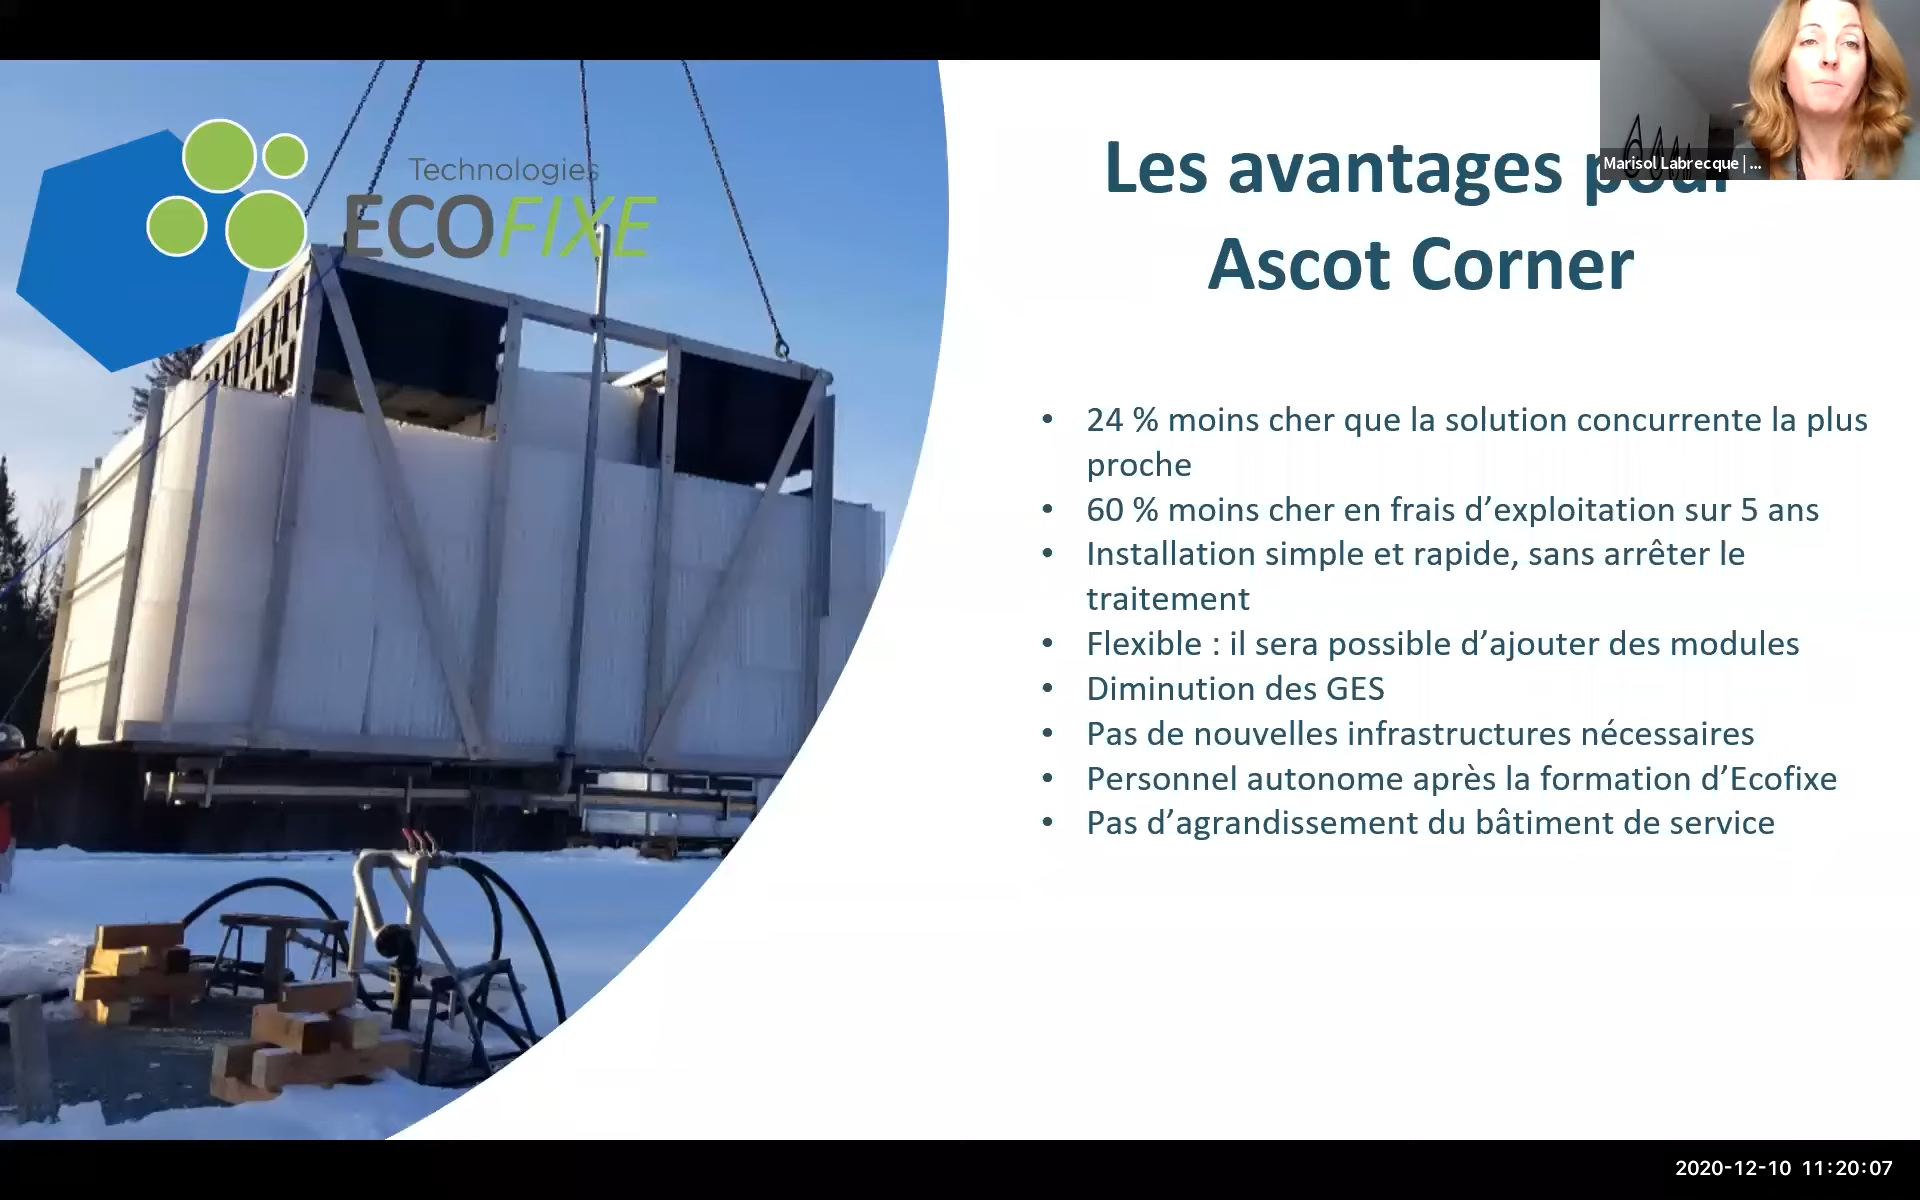 Technologies
ECOFIXE
Marisol Labrecque | ...
Les avantages pour
Ascot Corner
• 24 % moins cher que la solution concurrente la plus
proche
• 60 % moins cher en frais d’exploitation sur 5 ans
• Installation simple et rapide, sans arrêter le
traitement
• Flexible : il sera possible d’ajouter des modules
• Diminution des GES
• Pas de nouvelles infrastructures nécessaires
• Personnel autonome après la formation d’Ecofixe
• Pas d’agrandissement du bâtiment de service
2020-12-10 11:20:07